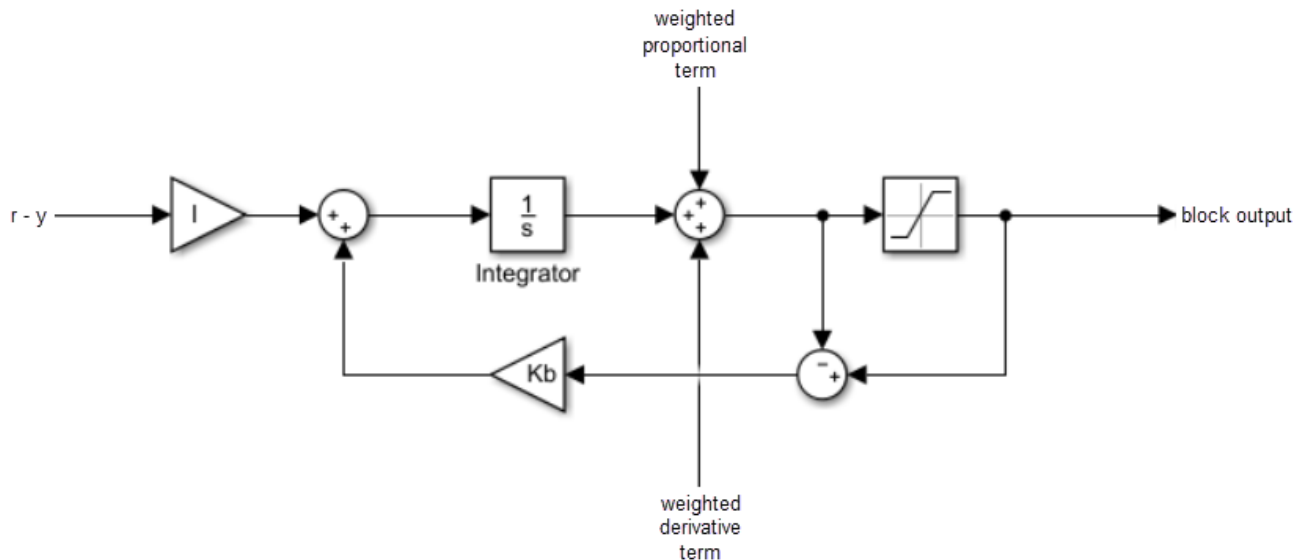 weighted
proportional
term
r - y
I
+
+
1
s
Integrator
+
+
+
block output
Kb
−
+
weighted
derivative
term